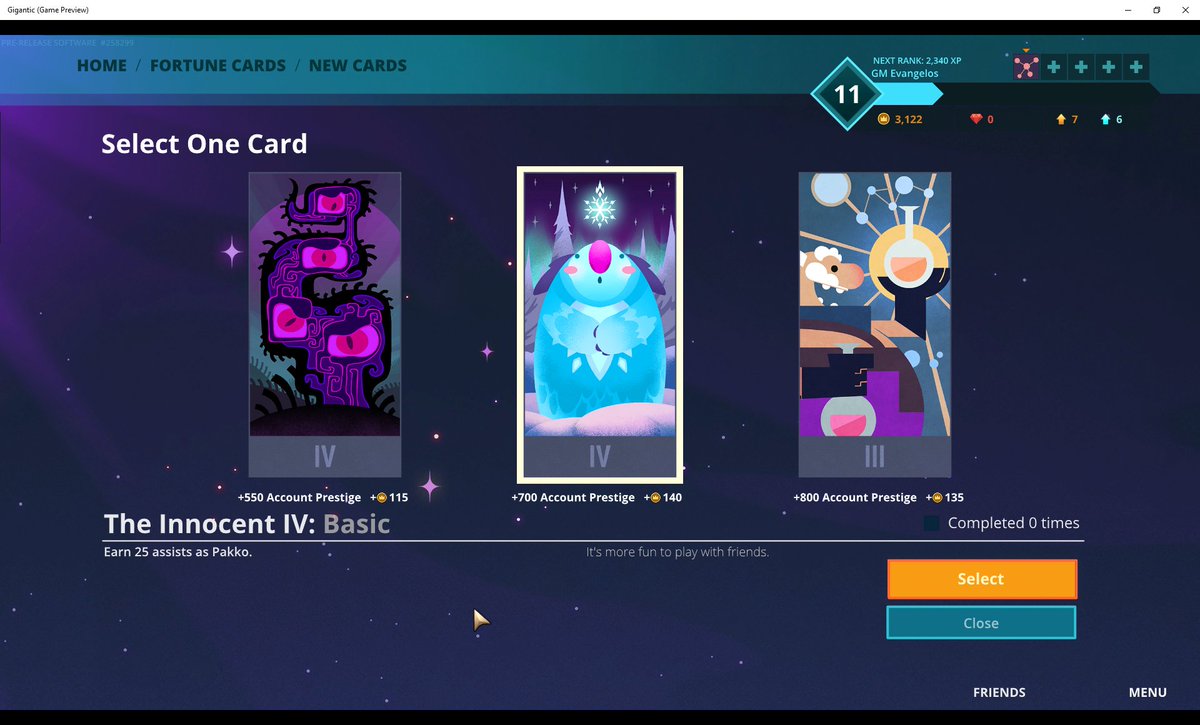 Gigantic (Game Preview)
PRE-RELEASE SOFTWARE #258299
HOME / FORTUNE CARDS / NEW CARDS
NEXT RANK: 2,340 XP
GM Evangelos
11
3,122
0
7
6
Select One Card
IV
IV
III
+550 Account Prestige + 115
+700 Account Prestige + 140
+800 Account Prestige + 135
The Innocent IV: Basic
Completed 0 times
Earn 25 assists as Pakko.
It's more fun to play with friends.
Select
Close
FRIENDS
MENU